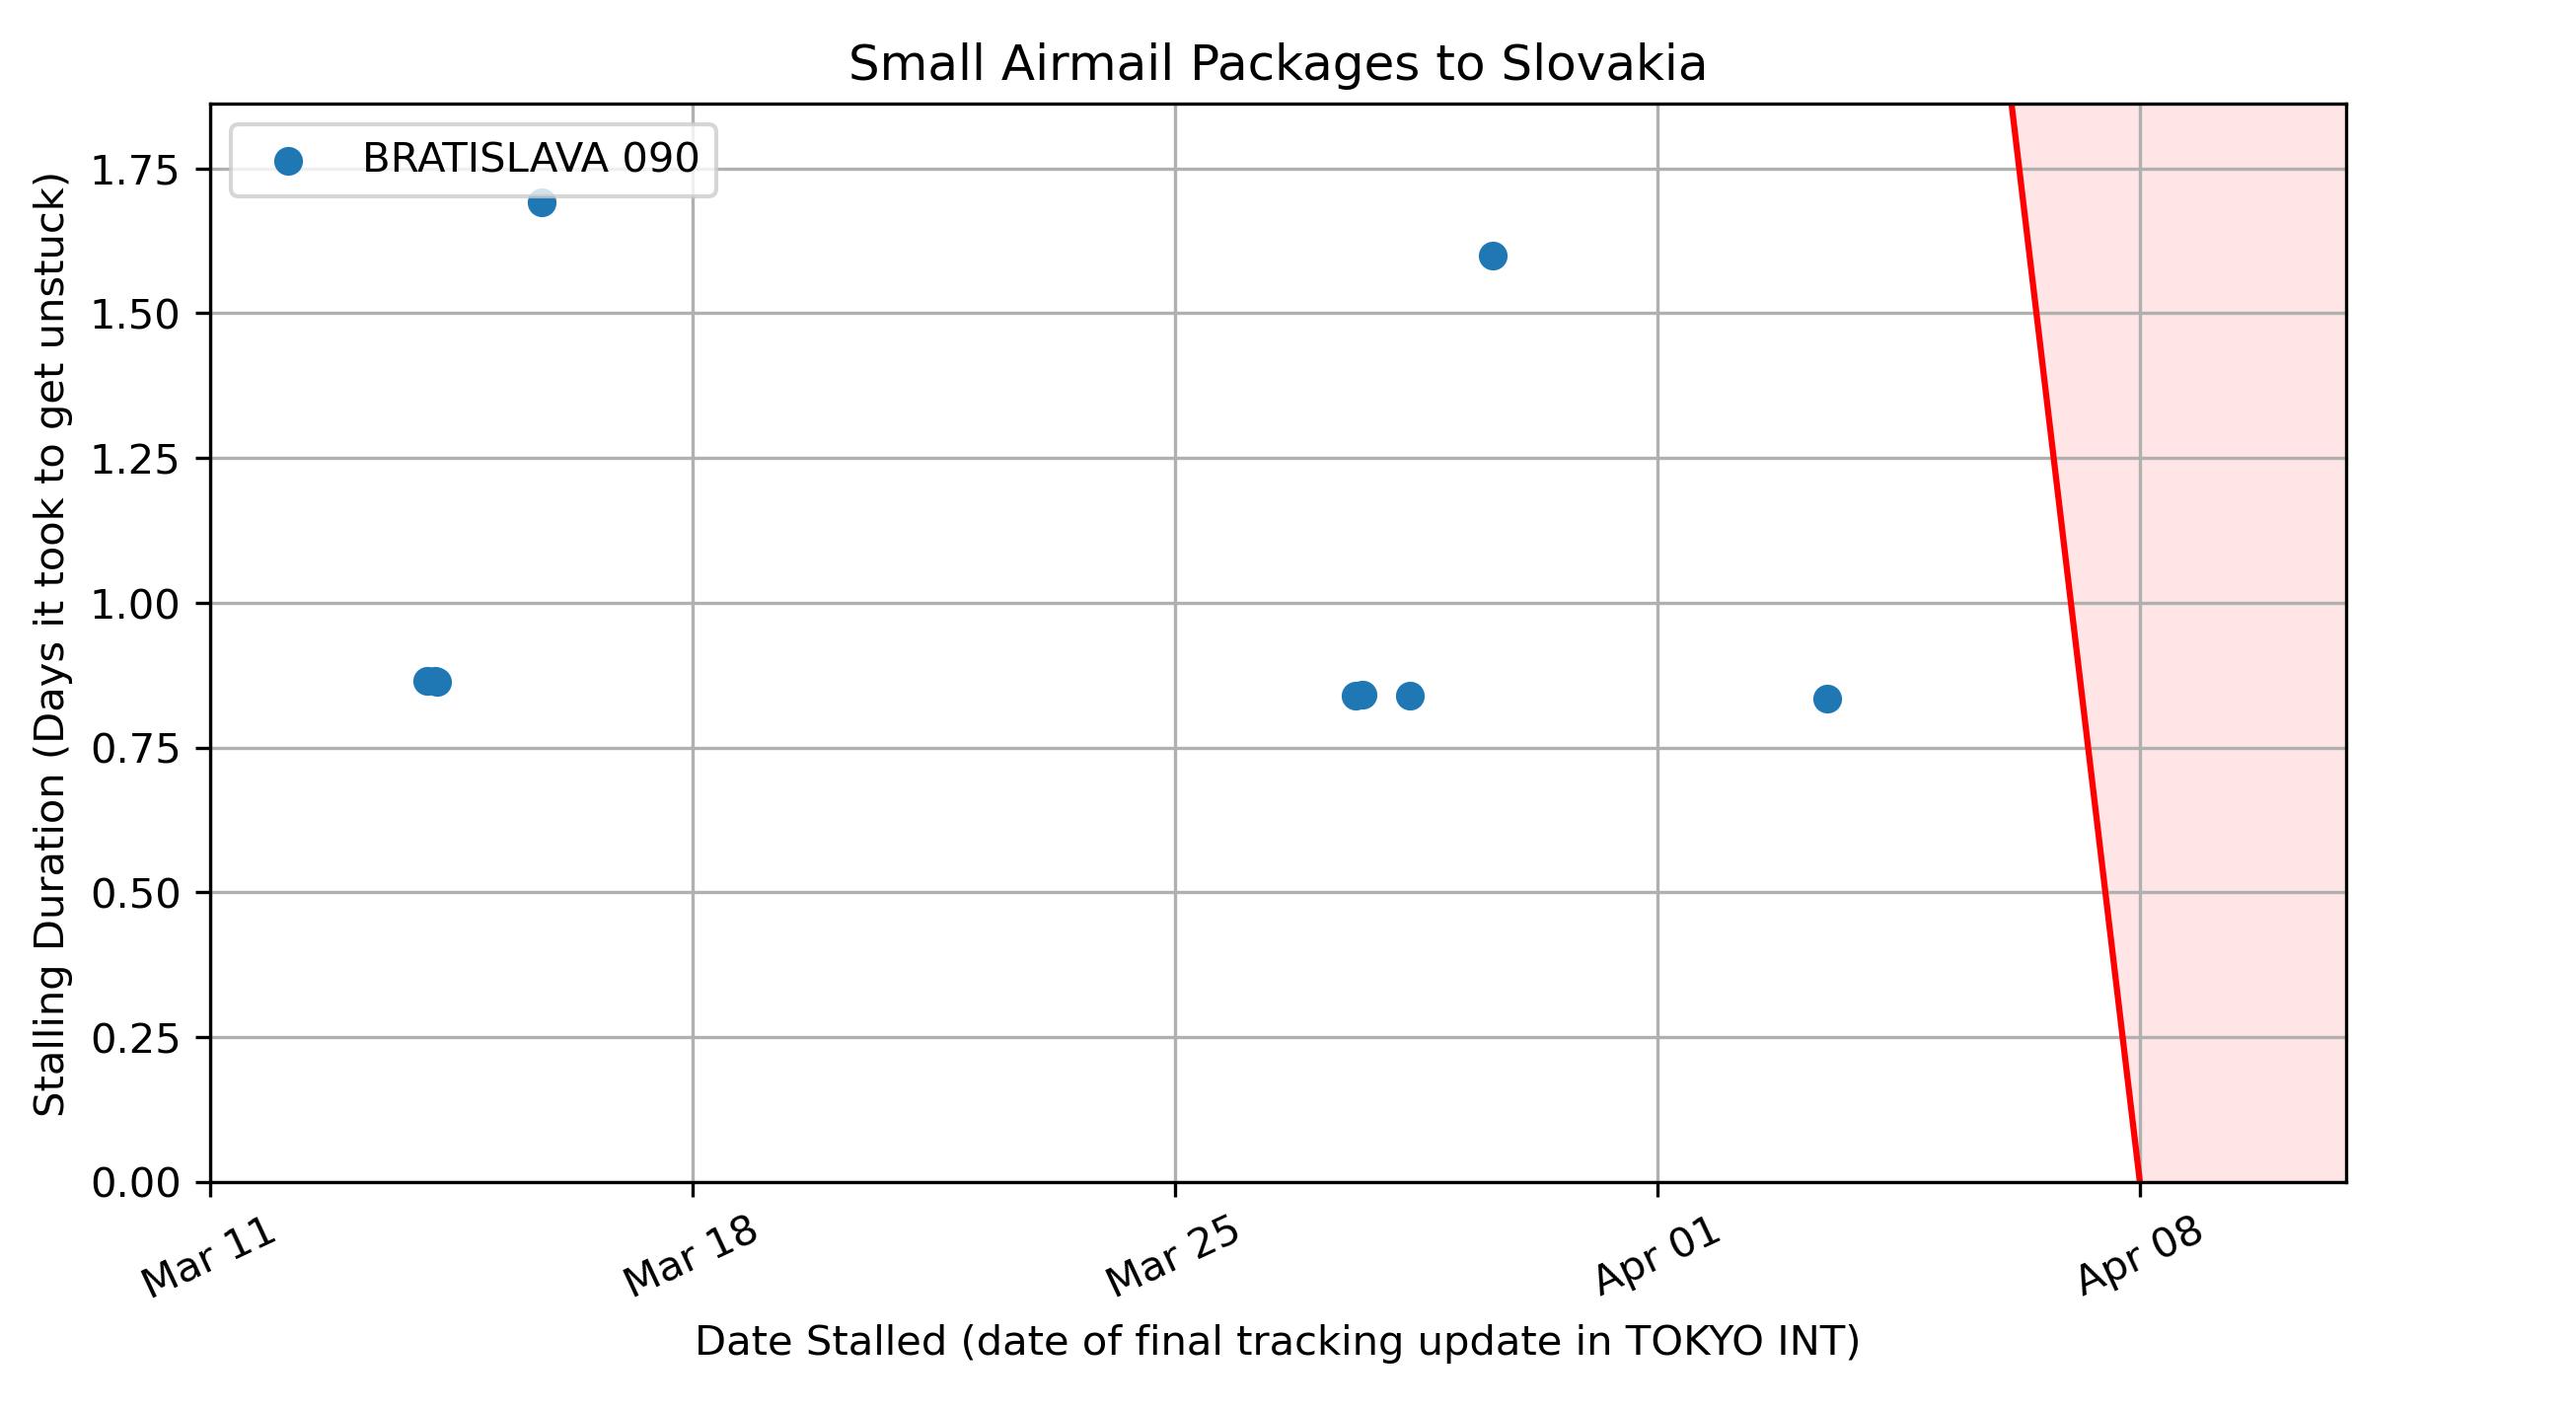 Small Airmail Packages to Slovakia
BRATISLAVA 090
Stalling Duration (Days it took to get unstuck)
1.75
1.50
1.25
1.00
0.75
0.50
0.25
0.00
Mar 11
Mar 18
Mar 25
Apr 01
Apr 08
Date Stalled (date of final tracking update in TOKYO INT)